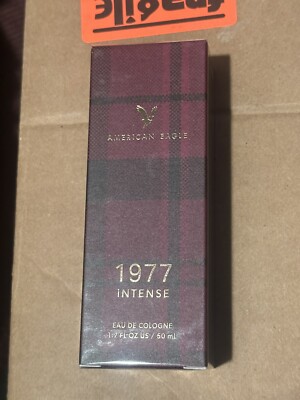 AMERICAN EAGLE
1977
INTENSE
EAU DE COLOGNE
1.7 FL OZ US / 50 mL